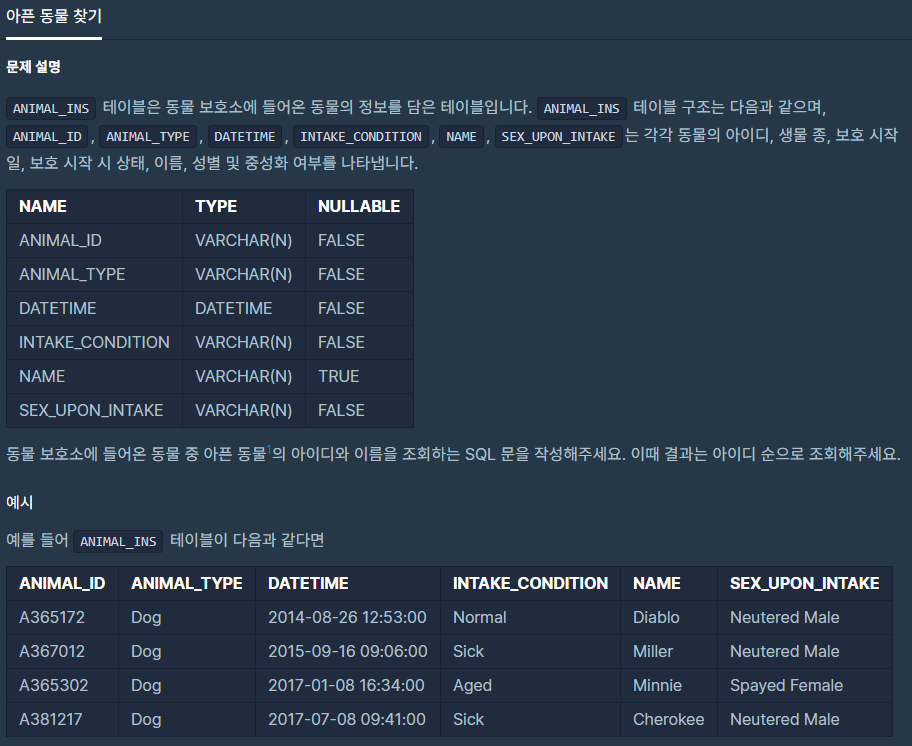 아픈 동물 찾기
문제 설명
ANIMAL_INS 테이블은 동물 보호소에 들어온 동물의 정보를 담은 테이블입니다. ANIMAL_INS 테이블 구조는 다음과 같으며,
ANIMAL_ID , ANIMAL_TYPE , DATETIME , INTAKE_CONDITION , NAME , SEX_UPON_INTAKE 는 각각 동물의 아이디, 생물 종, 보호 시작
일, 보호 시작 시 상태, 이름, 성별 및 중성화 여부를 나타냅니다.
NAME TYPE NULLABLE
ANIMAL_ID VARCHAR(N) FALSE
ANIMAL_TYPE VARCHAR(N) FALSE
DATETIME DATETIME FALSE
INTAKE_CONDITION VARCHAR(N) FALSE
NAME VARCHAR(N) TRUE
SEX_UPON_INTAKE VARCHAR(N) FALSE
동물 보호소에 들어온 동물 중 아픈 동물1의 아이디와 이름을 조회하는 SQL 문을 작성해주세요. 이때 결과는 아이디 순으로 조회해주세요.
예시
예를 들어 ANIMAL_INS 테이블이 다음과 같다면
ANIMAL_ID ANIMAL_TYPE DATETIME INTAKE_CONDITION NAME SEX_UPON_INTAKE
A365172 Dog 2014-08-26 12:53:00 Normal Diablo Neutered Male
A367012 Dog 2015-09-16 09:06:00 Sick Miller Neutered Male
A365302 Dog 2017-01-08 16:34:00 Aged Minnie Spayed Female
A381217 Dog 2017-07-08 09:41:00 Sick Cherokee Neutered Male